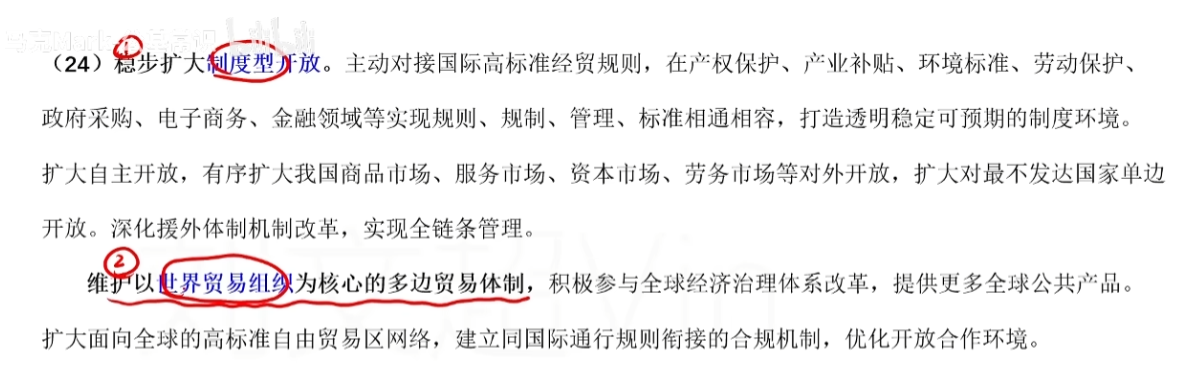 ①
（24）稳步扩大制度型开放。主动对接国际高标准经贸规则，在产权保护、产业补贴、环境标准、劳动保护、
政府采购、电子商务、金融领域等实现规则、规制、管理、标准相通相容，打造透明稳定可预期的制度环境。
扩大自主开放，有序扩大我国商品市场、服务市场、资本市场、劳务市场等对外开放，扩大对最不发达国家单边
开放。深化援外体制机制改革，实现全链条管理。
②
维护以世界贸易组织为核心的多边贸易体制，积极参与全球经济治理体系改革，提供更多全球公共产品。
扩大面向全球的高标准自由贸易区网络，建立同国际通行规则衔接的合规机制，优化开放合作环境。